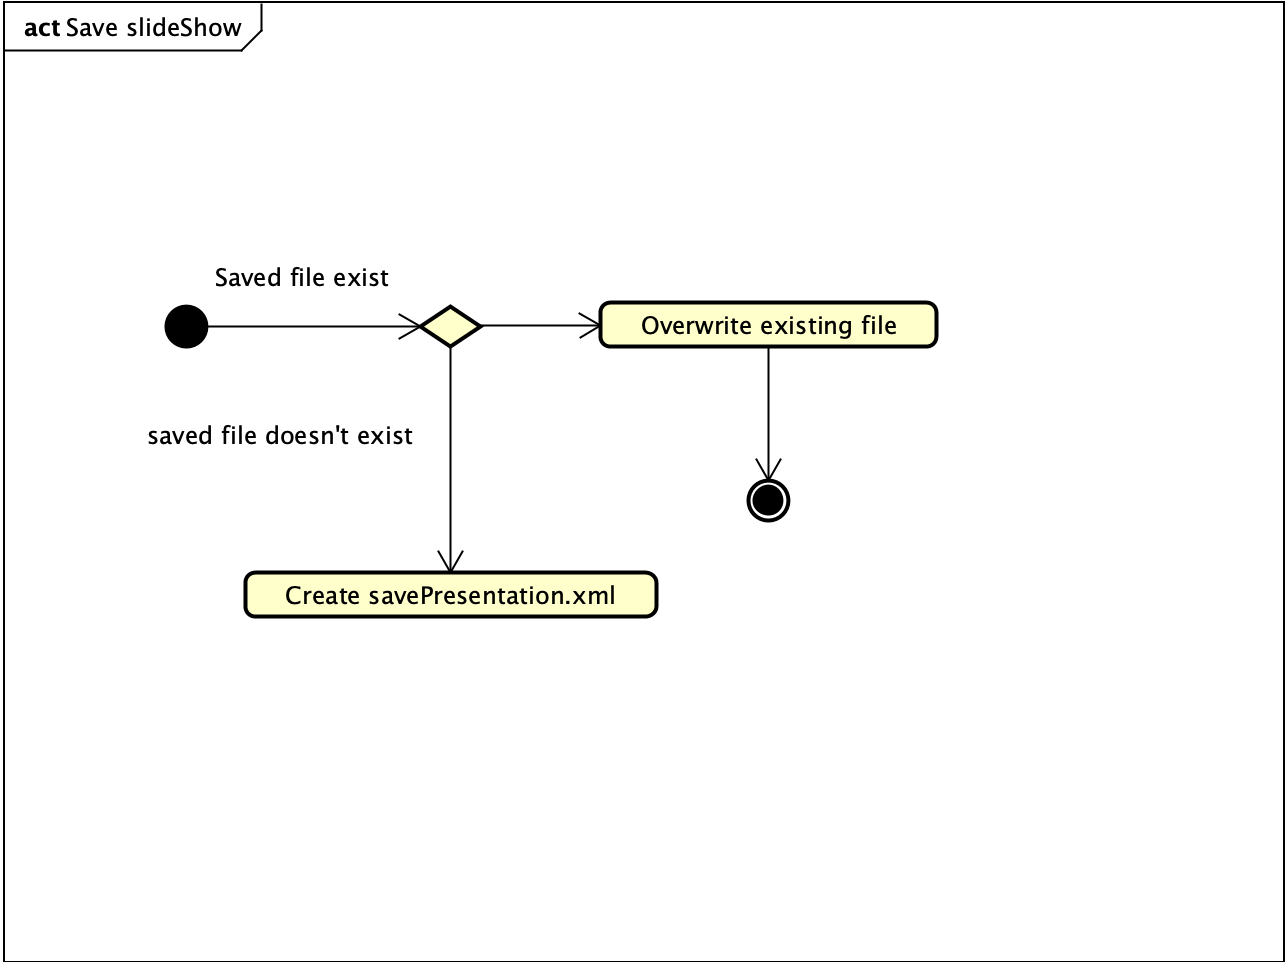 act Save slideShow
Saved file exist
Overwrite existing file
saved file doesn't exist
Create savePresentation.xml